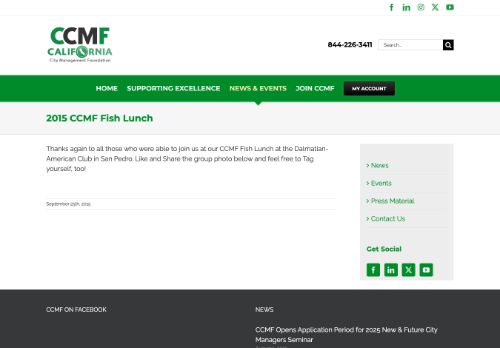 CCMF
CALIFORNIA
City Management Foundation
844-226-3411
Search...
HOME
SUPPORTING EXCELLENCE
NEWS & EVENTS
JOIN CCMF
MY ACCOUNT
2015 CCMF Fish Lunch
Thanks again to all those who were able to join us at our CCMF Fish Lunch at the Dalmatian-
American Club in San Pedro. Like and Share the group photo below and feel free to Tag
yourself, too!
September 25th, 2015
News
Events
Press Material
Contact Us
Get Social
CCMF ON FACEBOOK
NEWS
CCMF Opens Application Period for 2025 New & Future City
Managers Seminar